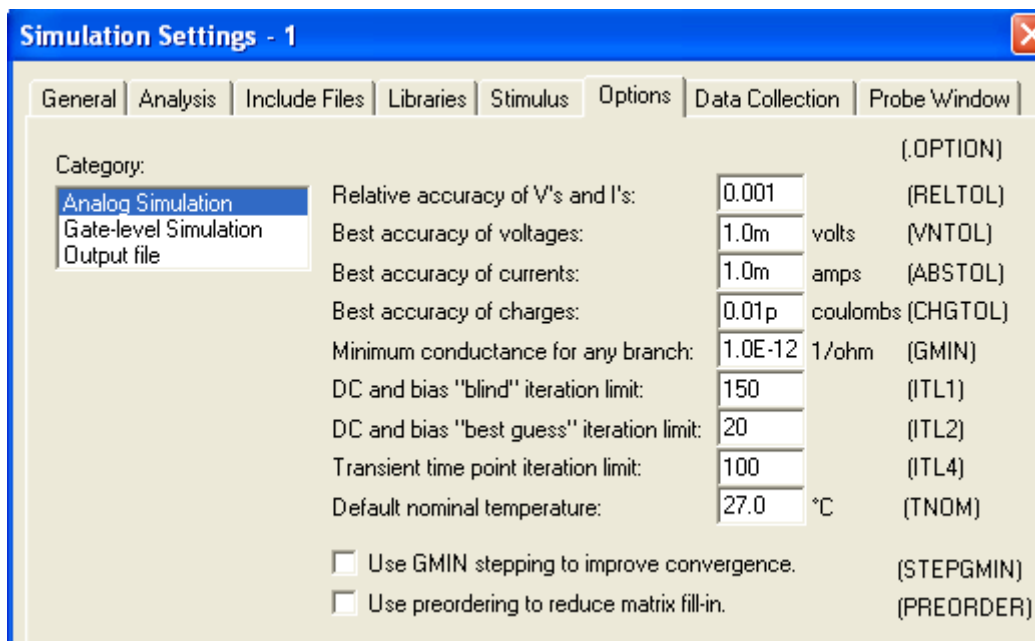 Simulation Settings - 1
General Analysis Include Files Libraries Stimulus Options Data Collection Probe Window
(.OPTION)
Category:
Analog Simulation
Gate-level Simulation
Output file
Relative accuracy of V's and I's: 0.001 (RELTOL)
Best accuracy of voltages: 1.0m volts (VNTOL)
Best accuracy of currents: 1.0m amps (ABSTOL)
Best accuracy of charges: 0.01p coulombs (CHGTOL)
Minimum conductance for any branch: 1.0E-12 1/ohm (GMIN)
DC and bias "blind" iteration limit: 150 (ITL1)
DC and bias "best guess" iteration limit: 20 (ITL2)
Transient time point iteration limit: 100 (ITL4)
Default nominal temperature: 27.0 °C (TNOM)
Use GMIN stepping to improve convergence. (STEPGMIN)
Use preordering to reduce matrix fill-in. (PREORDER)